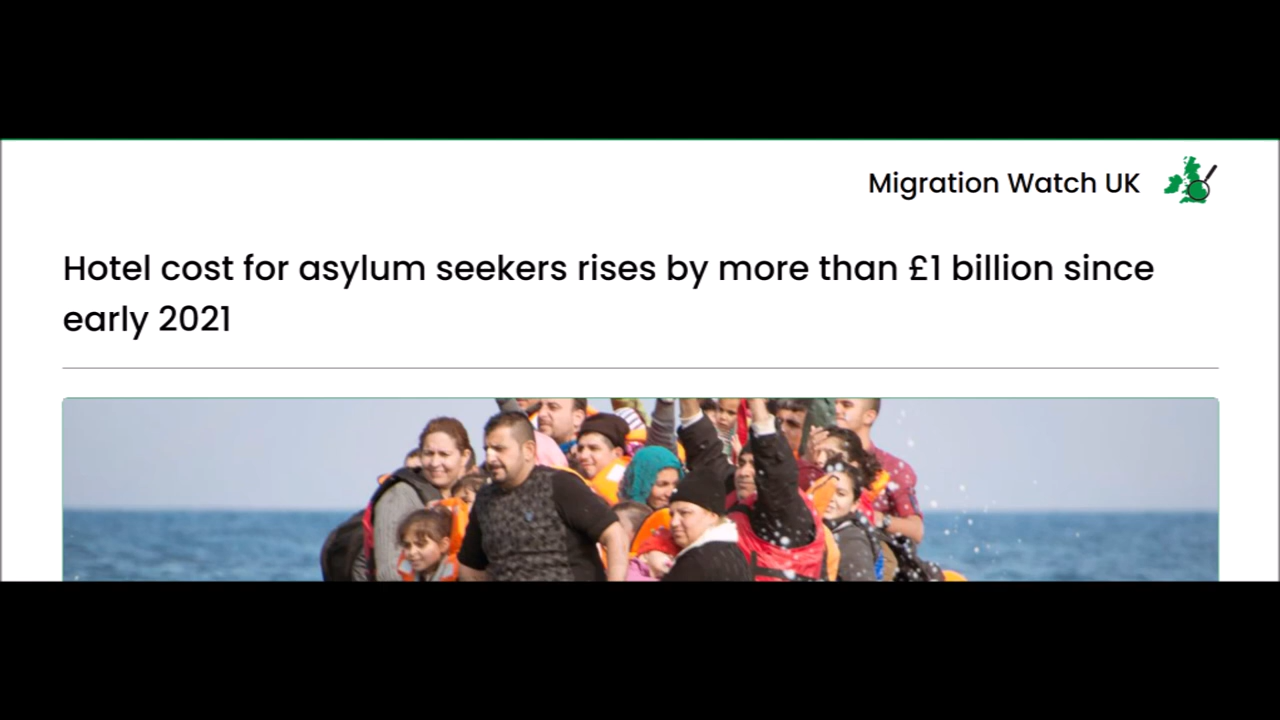 Migration Watch UK
Hotel cost for asylum seekers rises by more than £1 billion since
early 2021